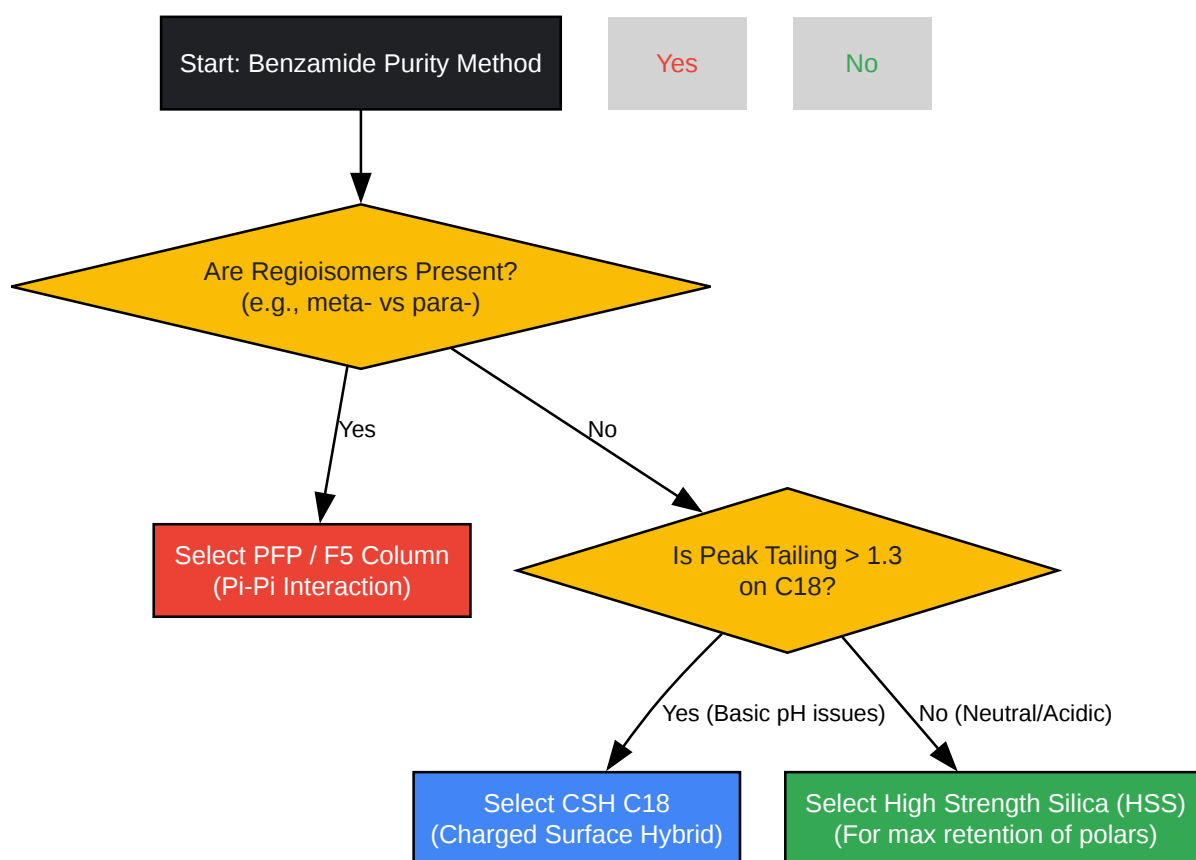 Start: Benzamide Purity Method
Yes
No
Are Regioisomers Present?
(e.g., meta- vs para-)
Yes
No
Select PFP / F5 Column
(Pi-Pi Interaction)
Is Peak Tailing > 1.3
on C18?
Yes (Basic pH issues)
No (Neutral/Acidic)
Select CSH C18
(Charged Surface Hybrid)
Select High Strength Silica (HSS)
(For max retention of polars)